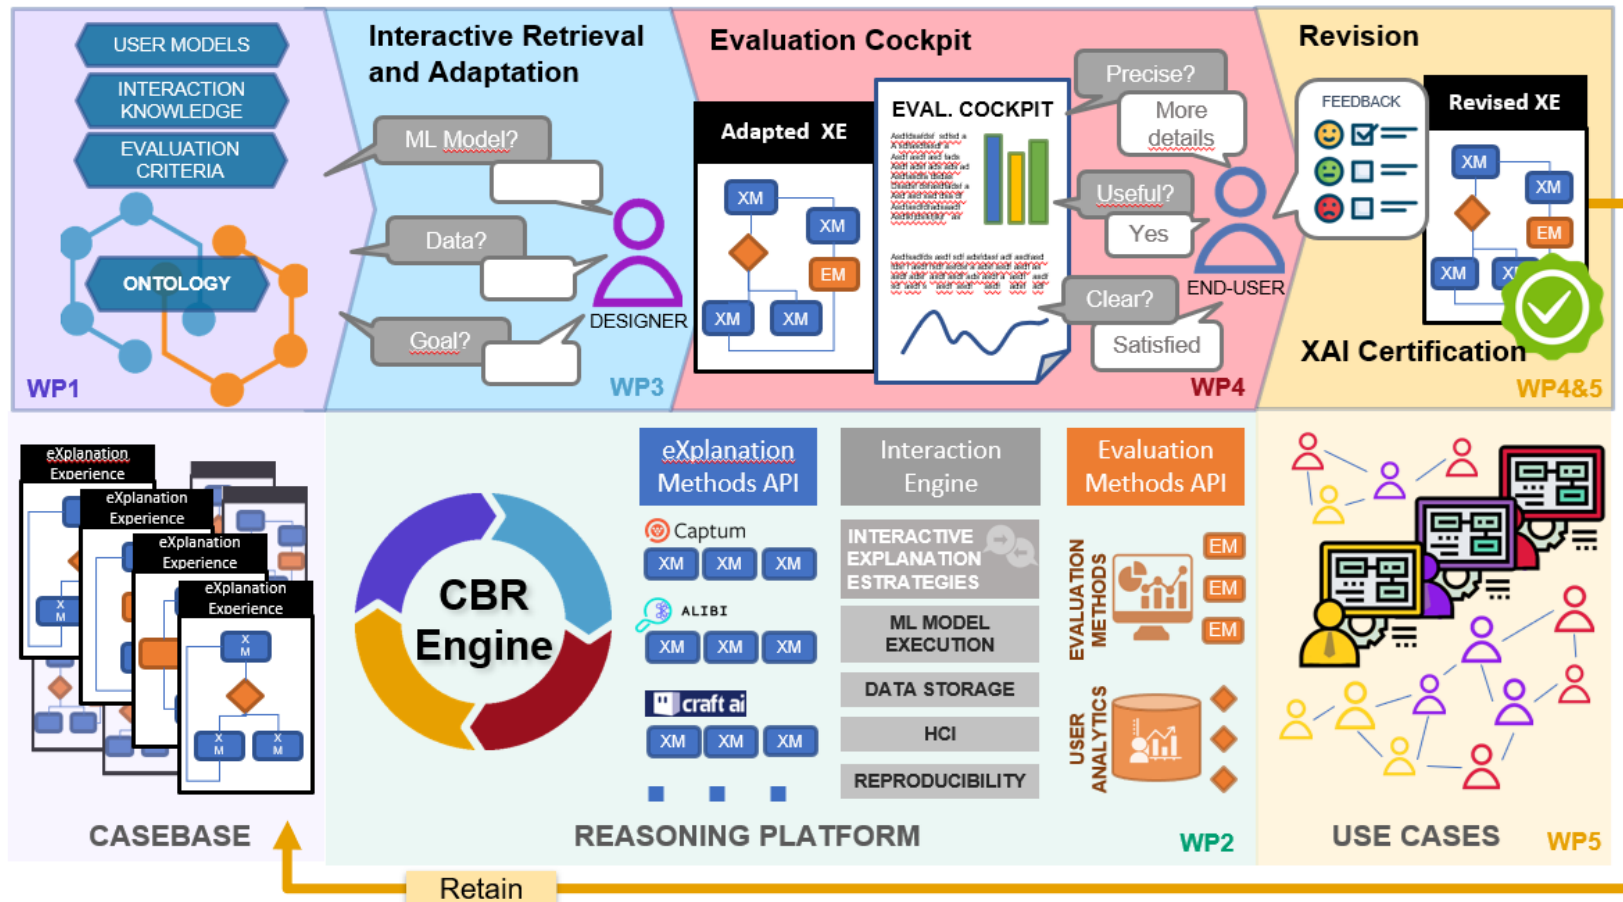 USER MODELS
INTERACTION
KNOWLEDGE
EVALUATION
CRITERIA
ONTOLOGY
WP1
Interactive Retrieval
and Adaptation
ML Model?
Data?
Goal?
DESIGNER
WP3
Evaluation Cockpit
Adapted XE
XM
XM
EM
XM
XM
EVAL. COCKPIT
Precise?
More
details
Useful?
Yes
END-USER
Clear?
Satisfied
WP4
Revision
FEEDBACK
Revised XE
XM
XM
EM
XM
XAI Certification
WP4&5
eXplanation
Experience
eXplanation
Experience
eXplanation
Experience
eXplanation
Experience
X
M
X
M
X
M
X
M
CASEBASE
CBR
Engine
eXplanation
Methods API
Captum
XM XM XM
ALIBI
XM XM XM
craft ai
XM XM XM
Interaction
Engine
INTERACTIVE
EXPLANATION
ESTRATEGIES
ML MODEL
EXECUTION
DATA STORAGE
HCI
REPRODUCIBILITY
Evaluation
Methods API
EVALUATION
METHODS
EM
EM
EM
USER
ANALYTICS
REASONING PLATFORM
WP2
USE CASES
WP5
Retain